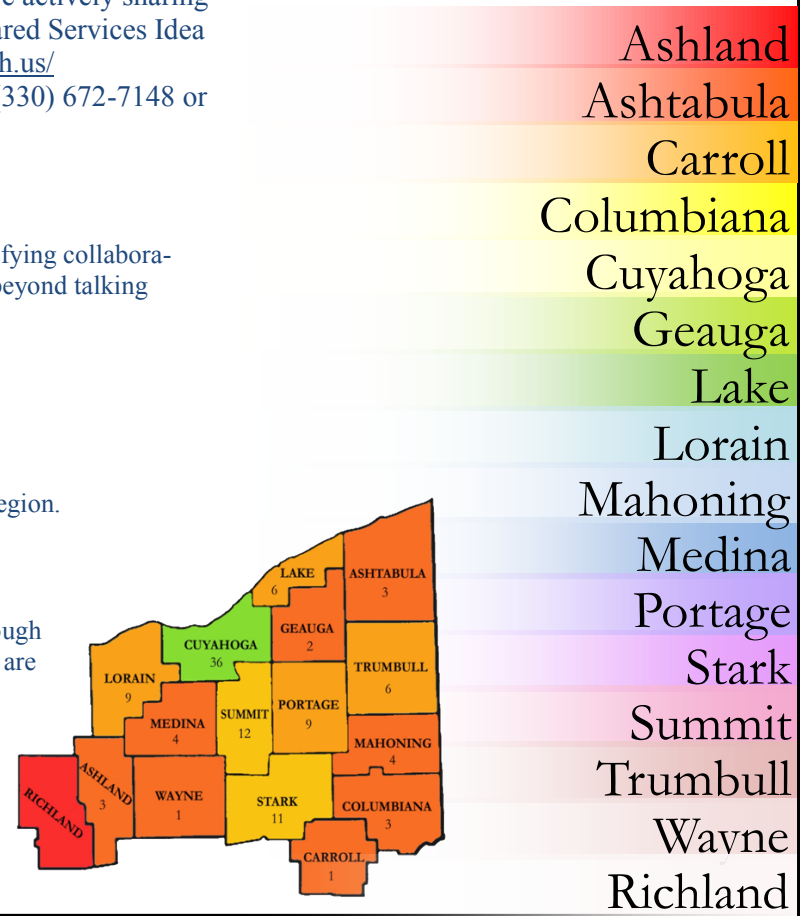 actively sharing
ared Services Idea
h.us/
(330) 672-7148 or
fying collabora-
beyond talking
egion.
ough
are
Ashland
Ashtabula
Carroll
Columbiana
Cuyahoga
Geauga
Lake
Lorain
Mahoning
Medina
Portage
Stark
Summit
Trumbull
Wayne
Richland
LAKE
6
ASHTABULA
3
GEAUGA
2
CUYAHOGA
36
TRUMBULL
6
LORAIN
9
SUMMIT
12
PORTAGE
9
MEDINA
4
MAHONING
4
RICHLAND
ASHLAND
3
WAYNE
1
STARK
11
COLUMBIANA
3
CARROLL
1